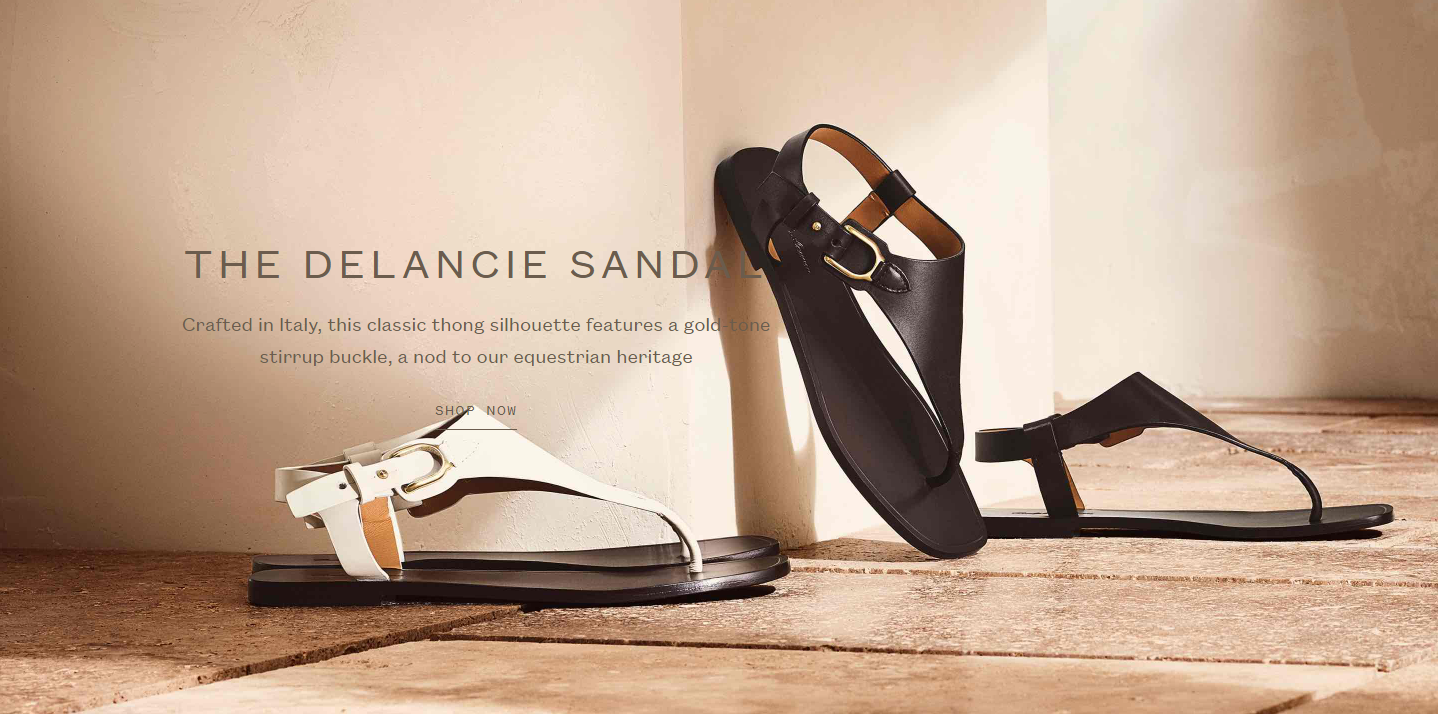 THE DELANCIE SANDAL
Crafted in Italy, this classic thong silhouette features a gold-tone
stirrup buckle, a nod to our equestrian heritage
SHOP NOW